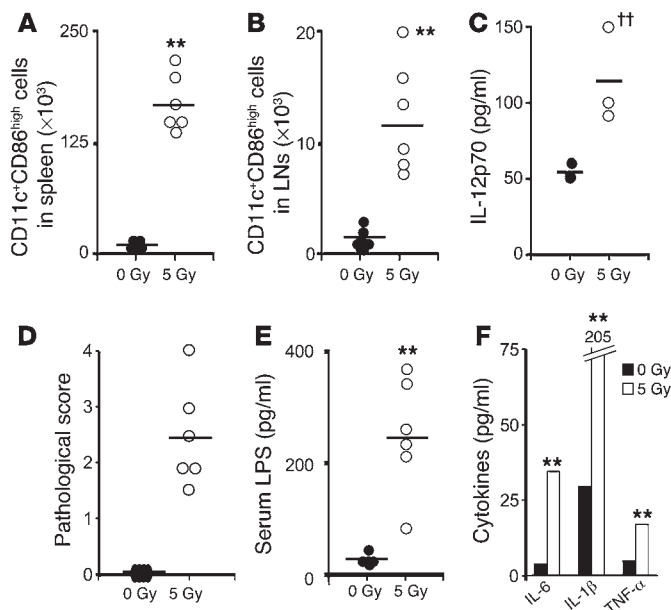 A
CD11c⁺CD86ʰⁱᵍʰ cells
in spleen (×10³)
250
125
0
**
0 Gy 5 Gy
B
CD11c⁺CD86ʰⁱᵍʰ cells
in LNs (×10³)
20
10
0
**
0 Gy 5 Gy
C
IL-12p70 (pg/ml)
150
100
50
0
††
0 Gy 5 Gy
D
Pathological score
4
3
2
1
0
0 Gy 5 Gy
E
Serum LPS (pg/ml)
400
200
0
**
0 Gy 5 Gy
F
Cytokines (pg/ml)
75
50
25
0
**
205
**
**
0 Gy
5 Gy
IL-6 IL-1β TNF-α